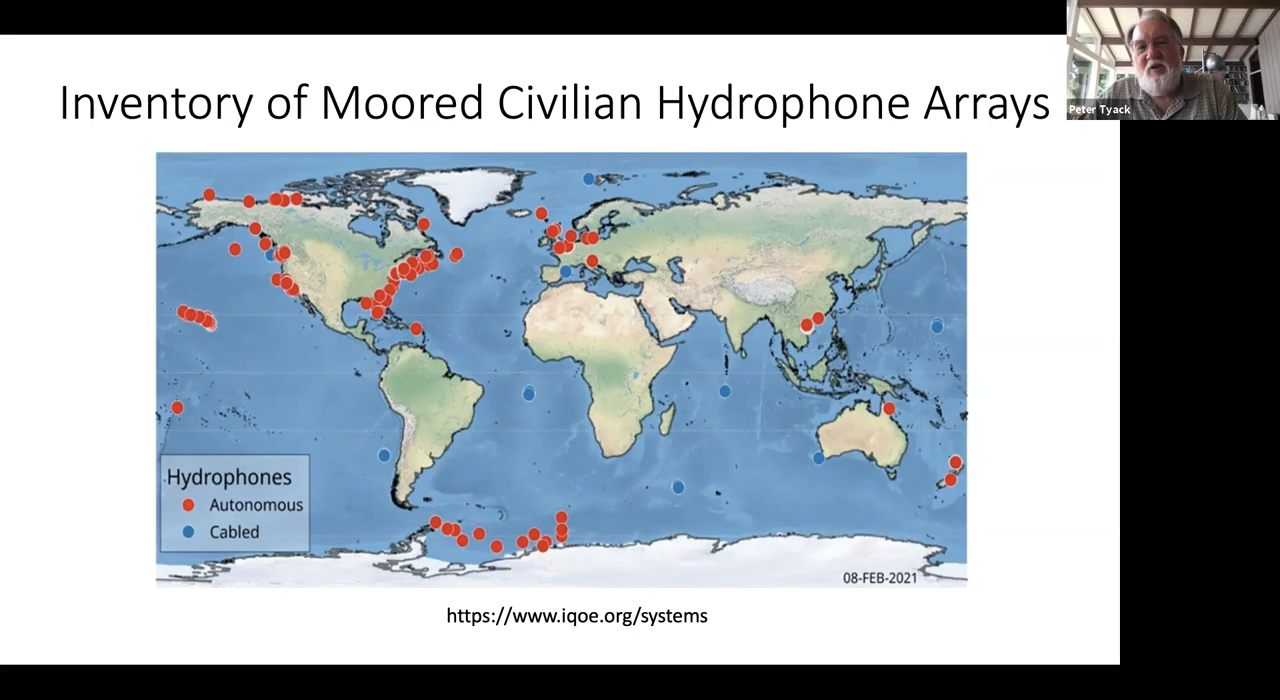 Inventory of Moored Civilian Hydrophone Arrays
Peter Tyack
Hydrophones
Autonomous
Cabled
08-FEB-2021
https://www.iqoe.org/systems